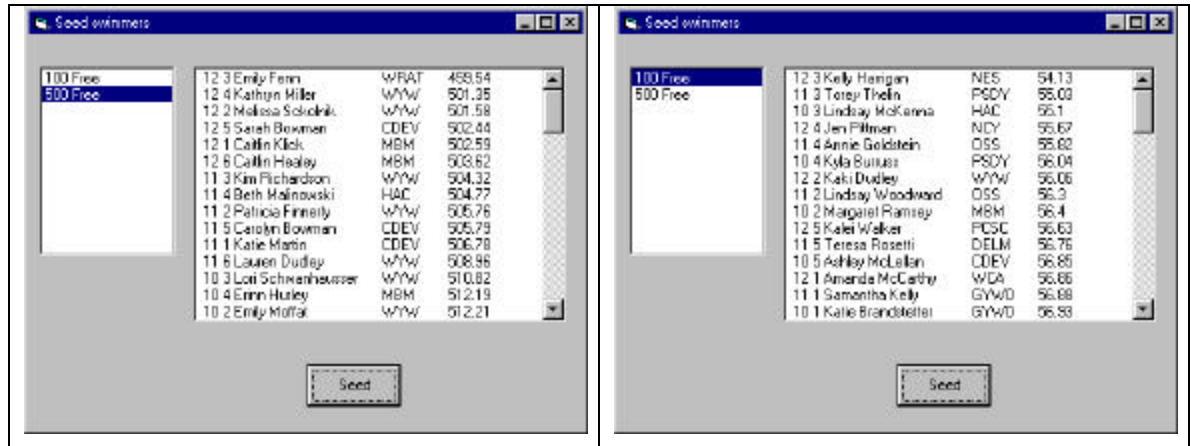 Seed swimmers
100 Free
500 Free
12 3 Emily Fenn WRAT 459.54
12 4 Kathryn Miller WYW 501.35
12 2 Melissa Sokolnik WYW 501.58
12 5 Sarah Bowman CDEV 502.44
12 1 Caitlin Klick MBM 502.59
12 6 Caitlin Healey MBM 503.62
11 3 Kim Richardson WYW 504.32
11 4 Beth Malinowski HAC 504.77
11 2 Patricia Finnerty WYW 505.76
11 5 Carolyn Bowman CDEV 505.79
11 1 Katie Martin CDEV 506.78
11 6 Lauren Dudley WYW 508.96
10 3 Lori Schwenhausser WYW 510.82
10 4 Erinn Hurley MBM 512.19
10 2 Emily Moffat WYW 512.21
Seed
Seed swimmers
100 Free
500 Free
12 3 Kelly Harrigan NES 54.13
11 3 Torey Thelin PSDY 55.03
10 3 Lindsay McKenna HAC 55.1
12 4 Jen Pittman NCY 55.67
11 4 Annie Goldstein OSS 55.82
10 4 Kyla PSDY 56.04
12 2 Kaki Dudley WYW 56.06
11 2 Lindsay Woodward OSS 56.3
10 2 Margaret Ramsey MBM 56.4
12 5 Kalei Walker PCSC 56.63
11 5 Teresa Rosetti DELM 56.76
10 5 Ashley McLellan CDEV 56.85
12 1 Amanda McCarthy 56.86
11 1 Samantha Kelly GYWD 56.88
10 1 Katie Brandstetter GYWD 56.93
Seed